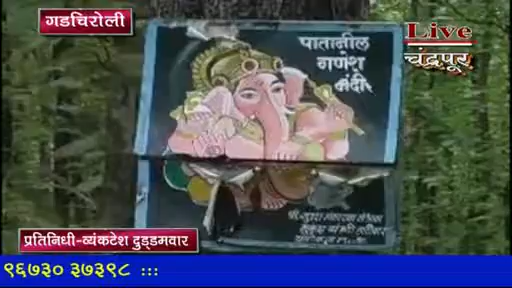 गडचिरोली
Live
चंद्रपूर
पातानील
गणेश
मंदीर
प्रतिनिधी-व्यंकटेश दुड्डमवार
९६७३० ३७३९८ :::